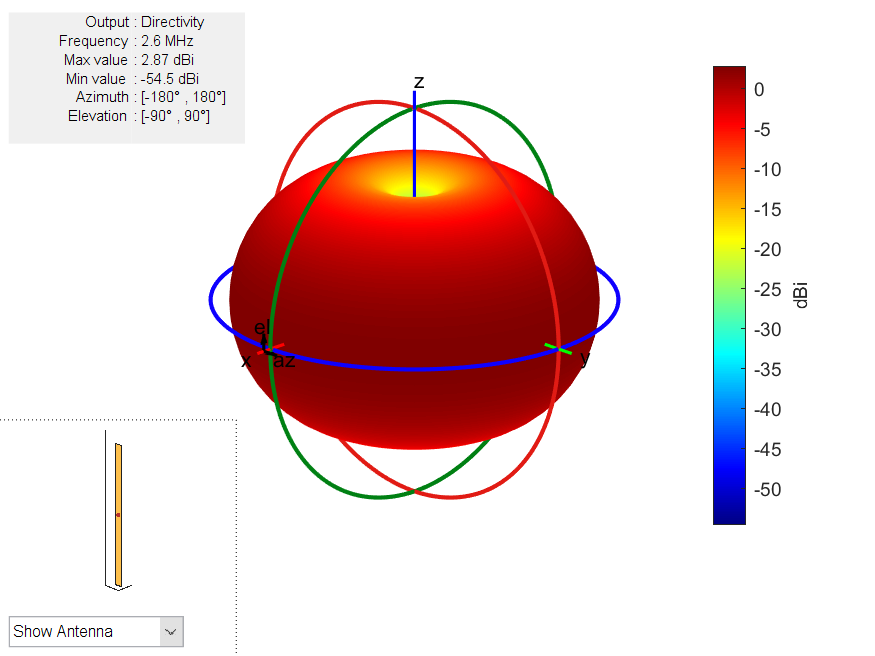 Output : Directivity
Frequency : 2.6 MHz
Max value : 2.87 dBi
Min value : -54.5 dBi
Azimuth : [-180° , 180°]
Elevation : [-90° , 90°]
z
el
x
az
y
0
-5
-10
-15
-20
-25
-30
-35
-40
-45
-50
dBi
Show Antenna